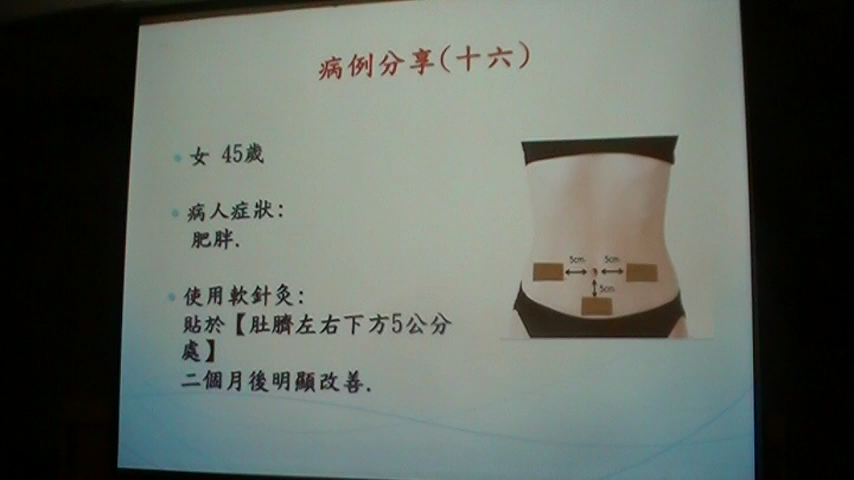 病例分享(十六)
女 45歲
病人症狀:
肥胖.
使用軟針灸:
貼於【肚臍左右下方5公分
處】
二個月後明顯改善.
5cm 5cm
5cm